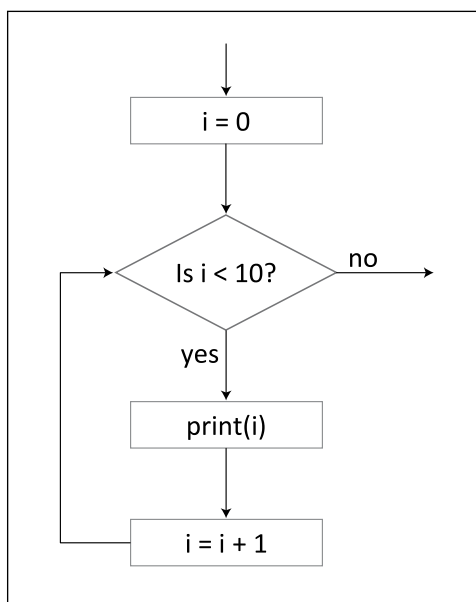 i = 0
Is i < 10?
no
yes
print(i)
i = i + 1